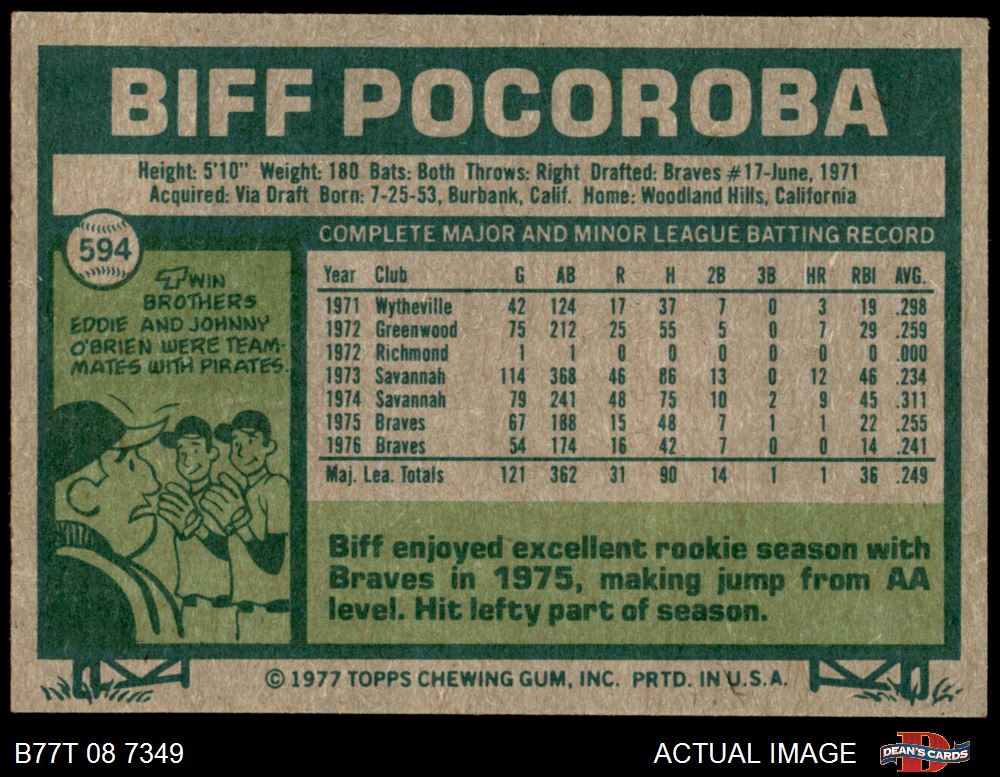 BIFF POCOROBA
Height: 5'10" Weight: 180 Bats: Both Throws: Right Drafted: Braves #17-June, 1971
Acquired: Via Draft Born: 7-25-53, Burbank, Calif. Home: Woodland Hills, California
594
TWIN
BROTHERS
EDDIE AND JOHNNY
O'BRIEN WERE TEAM-
MATES WITH PIRATES.
COMPLETE MAJOR AND MINOR LEAGUE BATTING RECORD
Year Club G AB R H 2B 3B HR RBI AVG.
1971 Wytheville 42 124 17 37 7 0 3 19 .298
1972 Greenwood 75 212 25 55 5 0 7 29 .259
1972 Richmond 1 1 0 0 0 0 0 0 .000
1973 Savannah 114 368 46 86 13 0 12 46 .234
1974 Savannah 79 241 48 75 10 2 9 45 .311
1975 Braves 67 188 15 48 7 1 1 22 .255
1976 Braves 54 174 16 42 7 0 0 14 .241
Maj. Lea. Totals 121 362 31 90 14 1 1 36 .249
Biff enjoyed excellent rookie season with
Braves in 1975, making jump from AA
level. Hit lefty part of season.
© 1977 TOPPS CHEWING GUM, INC. PRTD. IN U.S.A.
B77T 08 7349
ACTUAL IMAGE
D
DEAN'S CARDS